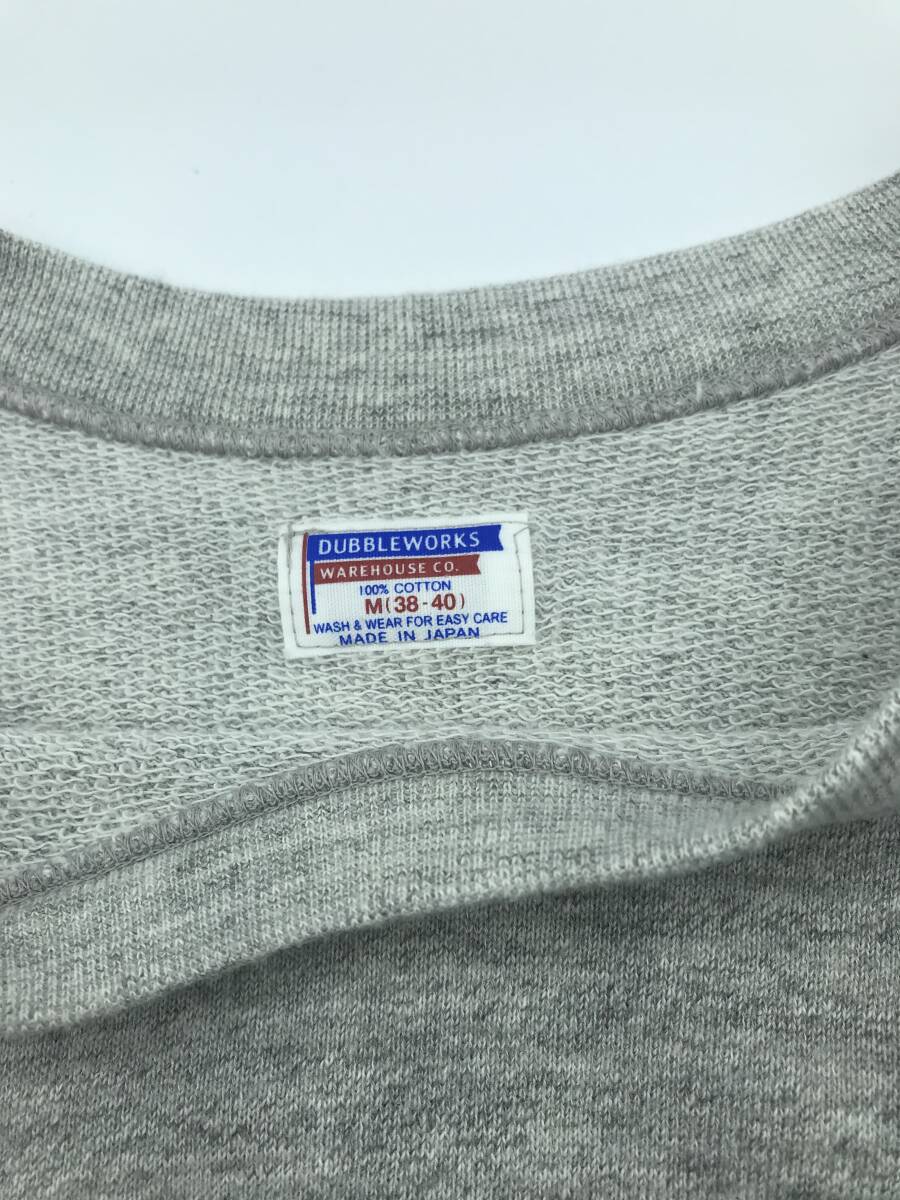 DUBBLEWORKS
WAREHOUSE CO.
100% COTTON
M(38-40)
WASH & WEAR FOR EASY CARE
MADE IN JAPAN